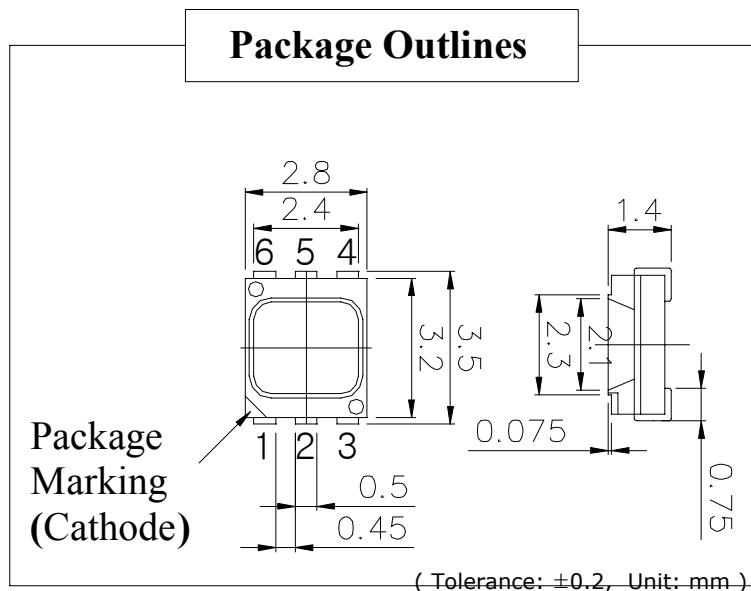 Package Outlines
2.8
2.4
1.4
6 5 4
3.2
3.5
2.3
2.1
Package
Marking
(Cathode)
1 2 3
0.075
0.5
0.45
0.75
( Tolerance: ±0.2, Unit: mm )